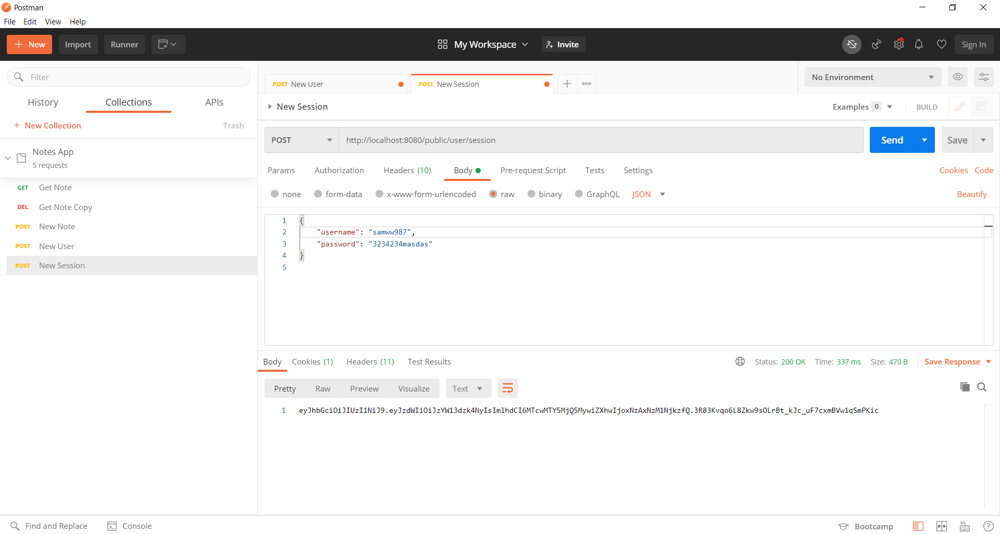 Postman
File Edit View Help
New Import Runner My Workspace Invite Sign In
Filter
History Collections APIs
+ New Collection Trash
Notes App
5 requests
GET Get Note
DEL Get Note Copy
POST New Note
POST New User
POST New Session
POST New User POST New Session No Environment
New Session Examples 0 BUILD
POST http://localhost:8080/public/user/session Send Save
Params Authorization Headers (10) Body Pre-request Script Tests Settings Cookies Code
none form-data x-www-form-urlencoded raw binary GraphQL JSON Beautify
1 {
2 "username": "samww987",
3 "password": "3234234masdas"
4 }
5
Body Cookies (1) Headers (11) Test Results Status: 200 OK Time: 337 ms Size: 470 B Save Response
Pretty Raw Preview Visualize Text
1 eyJhbGciOiJIUzI1NiJ9.eyJzdWIiOiJzYW13dzk4NyIsImlhdCI6MTcwMTY5MjQ5MywiZXhwIjoxNzAxNzM1NjkzfQ.3R83Kvqo6L8Zkw9sOLrBt_kJc_uF7cxmBVw1qSmPKic
Find and Replace Console Bootcamp